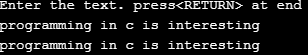 Enter the text. press<RETURN> at end
programming in c is interesting
programming in c is interesting